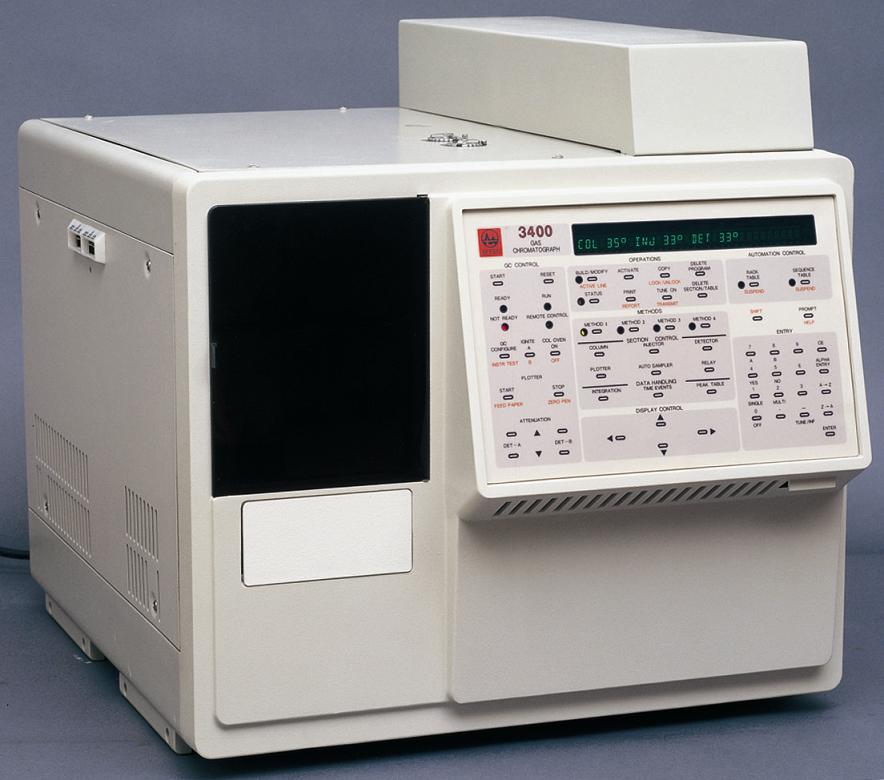 3400
GAS
CHROMATOGRAPH
COL 35° INJ 33° DET 33°
GC CONTROL
START RESET
READY RUN
NOT READY REMOTE CONTROL
GC CONFIGURE IGNITE A COL OVEN ON
INSTR TEST B OFF
PLOTTER
START STOP
FEED PAPER ZERO PEN
ATTENUATION
DET-A DET-B
OPERATIONS
BUILD/MODIFY ACTIVATE COPY DELETE PROGRAM
ACTIVE LINE LOCK/UNLOCK
STATUS PRINT TUNE ON DELETE SECTION/TABLE
REPORT TRANSMIT
METHODS
METHOD 1 METHOD 2 METHOD 3 METHOD 4
SECTION CONTROL
COLUMN INJECTOR DETECTOR
PLOTTER AUTO SAMPLER RELAY
DATA HANDLING
INTEGRATION TIME EVENTS PEAK TABLE
DISPLAY CONTROL
AUTOMATION CONTROL
RACK TABLE SEQUENCE TABLE
SUSPEND SUSPEND
SHIFT PROMPT
HELP
ENTRY
7 8 9 CE
A B
4 5 6 ALPHA ENTRY
YES NO
1 2 3 A→Z
SINGLE MULTI
0 . - Z→A
OFF TUNE/INF
ENTER